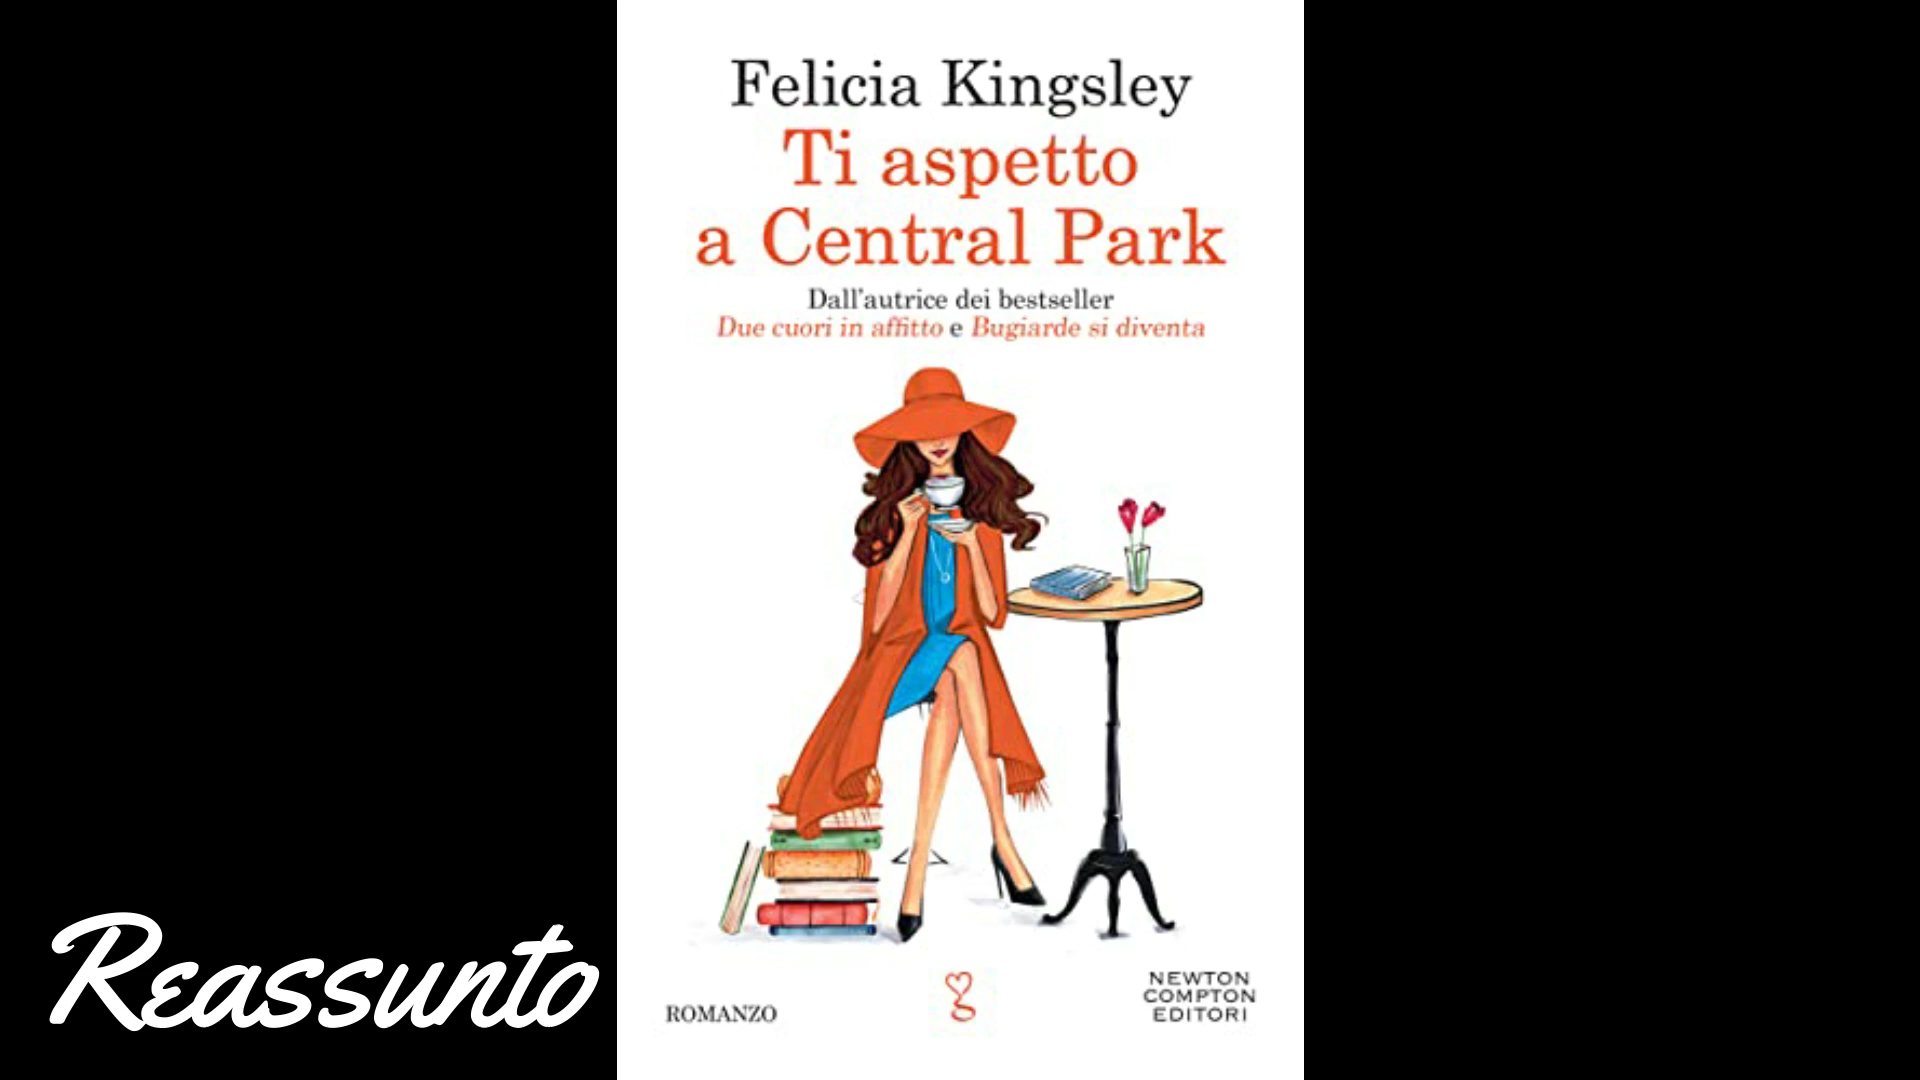 Felicia Kingsley
Ti aspetto
a Central Park
Dall'autrice dei bestseller
Due cuori in affitto e Bugiarde si diventa
Reassunto
ROMANZO
NEWTON
COMPTON
EDITORI